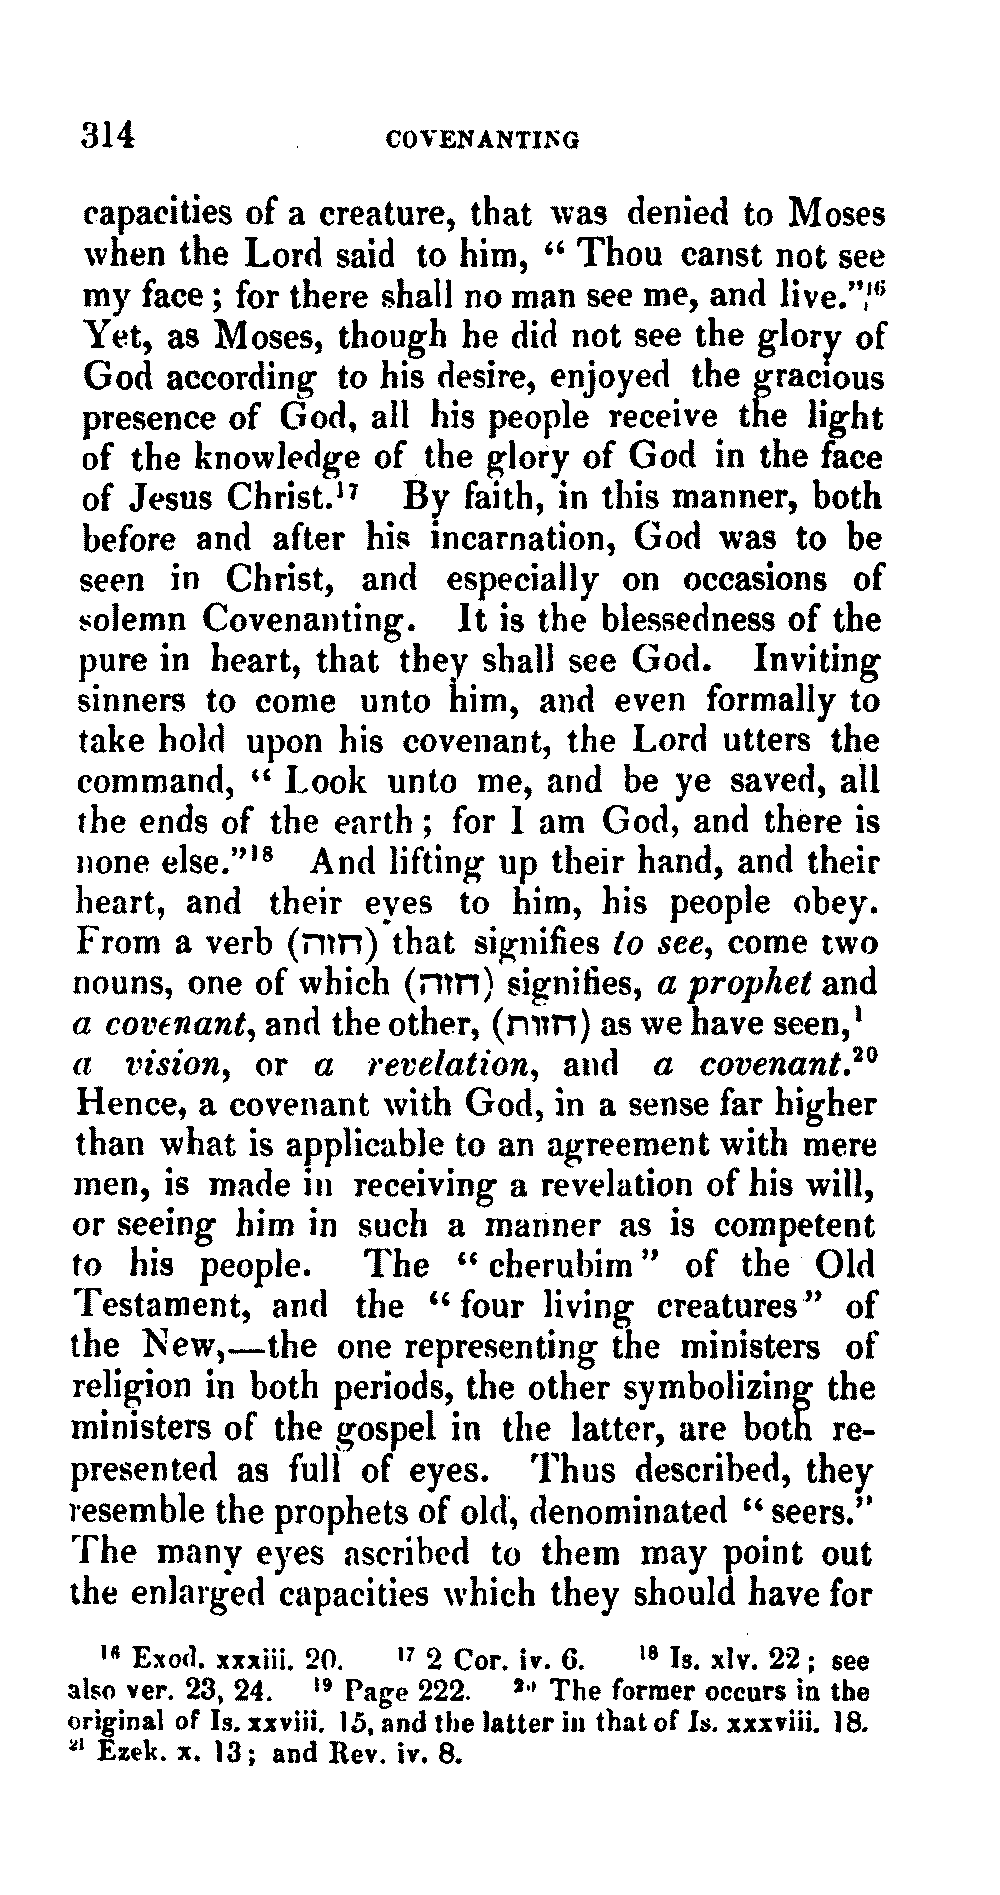 314 COVENANTING
capacities of a creature, that was denied to Moses
when the Lord said to him, “ Thou canst not see
my face ; for there shall no man see me, and live.”¹⁶
Yet, as Moses, though he did not see the glory of
God according to his desire, enjoyed the gracious
presence of God, all his people receive the light
of the knowledge of the glory of God in the face
of Jesus Christ.¹⁷ By faith, in this manner, both
before and after his incarnation, God was to be
seen in Christ, and especially on occasions of
solemn Covenanting. It is the blessedness of the
pure in heart, that they shall see God. Inviting
sinners to come unto him, and even formally to
take hold upon his covenant, the Lord utters the
command, “ Look unto me, and be ye saved, all
the ends of the earth ; for I am God, and there is
none else.”¹⁸ And lifting up their hand, and their
heart, and their eyes to him, his people obey.
From a verb (חזה) that signifies to see, come two
nouns, one of which (חזה) signifies, a prophet and
a covenant, and the other, (חזות) as we have seen,¹
a vision, or a revelation, and a covenant.²⁰
Hence, a covenant with God, in a sense far higher
than what is applicable to an agreement with mere
men, is made in receiving a revelation of his will,
or seeing him in such a manner as is competent
to his people. The “ cherubim ” of the Old
Testament, and the “ four living creatures ” of
the New,—the one representing the ministers of
religion in both periods, the other symbolizing the
ministers of the gospel in the latter, are both re-
presented as full of eyes. Thus described, they
resemble the prophets of old, denominated “ seers.”
The many eyes ascribed to them may point out
the enlarged capacities which they should have for
¹⁶ Exod. xxxiii. 20. ¹⁷ 2 Cor. iv. 6. ¹⁸ Is. xlv. 22 ; see
also ver. 23, 24. ¹⁹ Page 222. ²⁰ The former occurs in the
original of Is. xxviii. 15, and the latter in that of Is. xxxviii. 18.
²¹ Ezek. x. 13 ; and Rev. iv. 8.